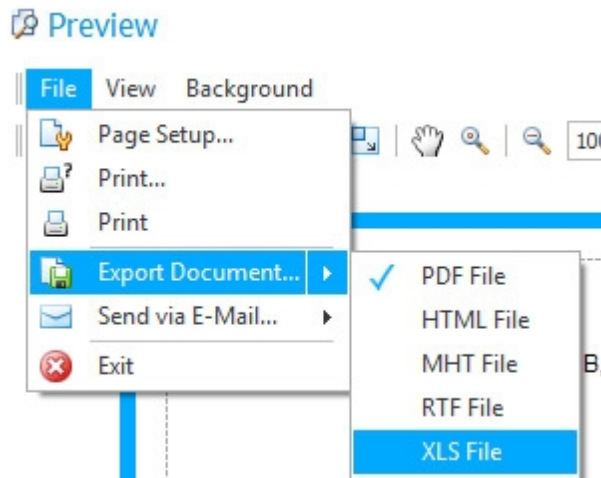 Preview
File View Background
Page Setup...
Print...
Print
Export Document...
Send via E-Mail...
Exit
PDF File
HTML File
MHT File
RTF File
XLS File